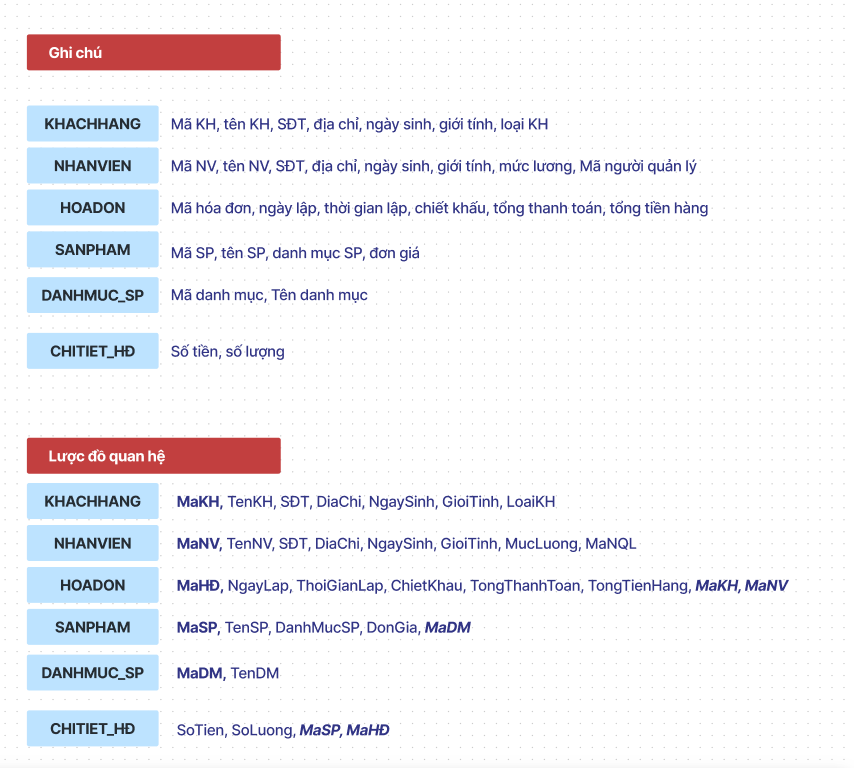 Ghi chú
KHACHHANG Mã KH, tên KH, SĐT, địa chỉ, ngày sinh, giới tính, loại KH
NHANVIEN Mã NV, tên NV, SĐT, địa chỉ, ngày sinh, giới tính, mức lương, Mã người quản lý
HOADON Mã hóa đơn, ngày lập, thời gian lập, chiết khấu, tổng thanh toán, tổng tiền hàng
SANPHAM Mã SP, tên SP, danh mục SP, đơn giá
DANHMUC_SP Mã danh mục, Tên danh mục
CHITIET_HĐ Số tiền, số lượng
Lược đồ quan hệ
KHACHHANG MaKH, TenKH, SĐT, DiaChi, NgaySinh, GioiTinh, LoaiKH
NHANVIEN MaNV, TenNV, SĐT, DiaChi, NgaySinh, GioiTinh, MucLuong, MaNQL
HOADON MaHĐ, NgayLap, ThoiGianLap, ChietKhau, TongThanhToan, TongTienHang, MaKH, MaNV
SANPHAM MaSP, TenSP, DanhMucSP, DonGia, MaDM
DANHMUC_SP MaDM, TenDM
CHITIET_HĐ SoTien, SoLuong, MaSP, MaHĐ